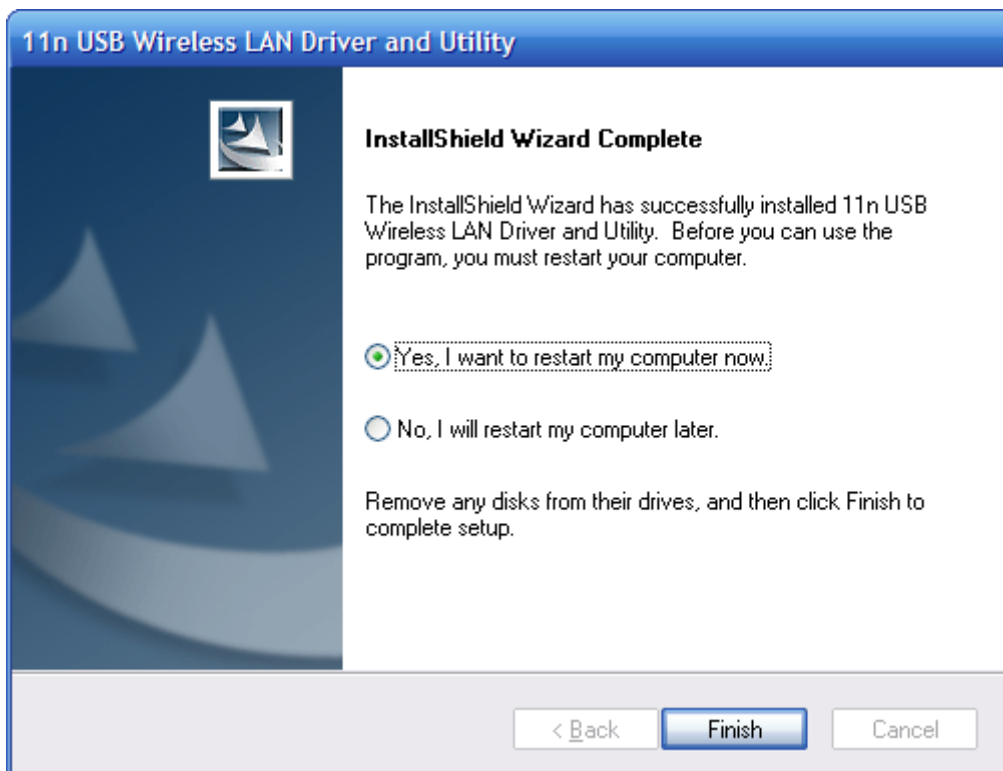 11n USB Wireless LAN Driver and Utility
InstallShield Wizard Complete
The InstallShield Wizard has successfully installed 11n USB
Wireless LAN Driver and Utility.  Before you can use the
program, you must restart your computer.
Yes, I want to restart my computer now.
No, I will restart my computer later.
Remove any disks from their drives, and then click Finish to
complete setup.
< Back
Finish
Cancel